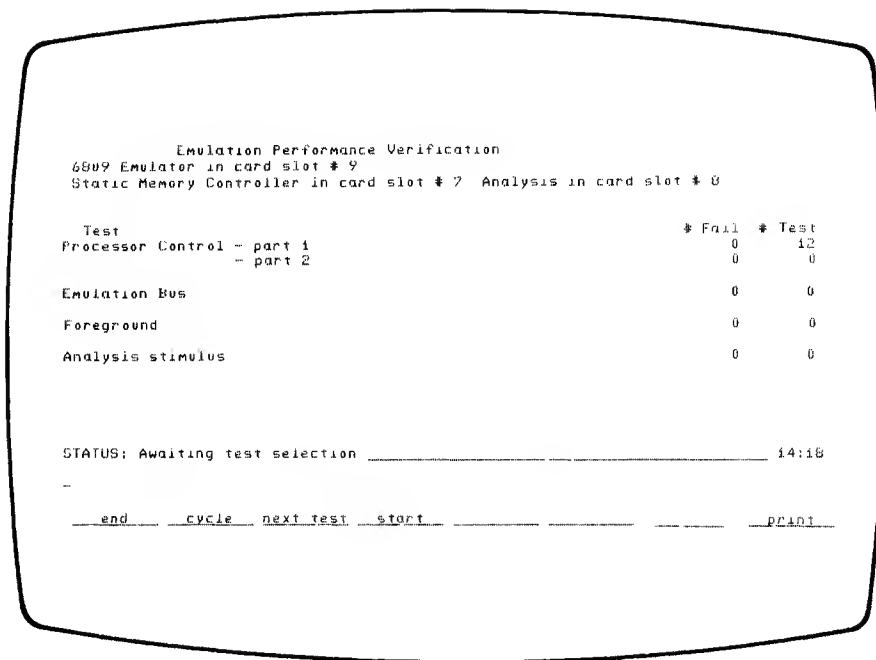 Emulation Performance Verification
6809 Emulator in card slot # 9
Static Memory Controller in card slot # 7 Analysis in card slot # 8
Test # Fail # Test
Processor Control - part 1 0 12
- part 2 0 0
Emulation Bus 0 0
Foreground 0 0
Analysis stimulus 0 0
STATUS: Awaiting test selection 14:18
_
end cycle next test start print